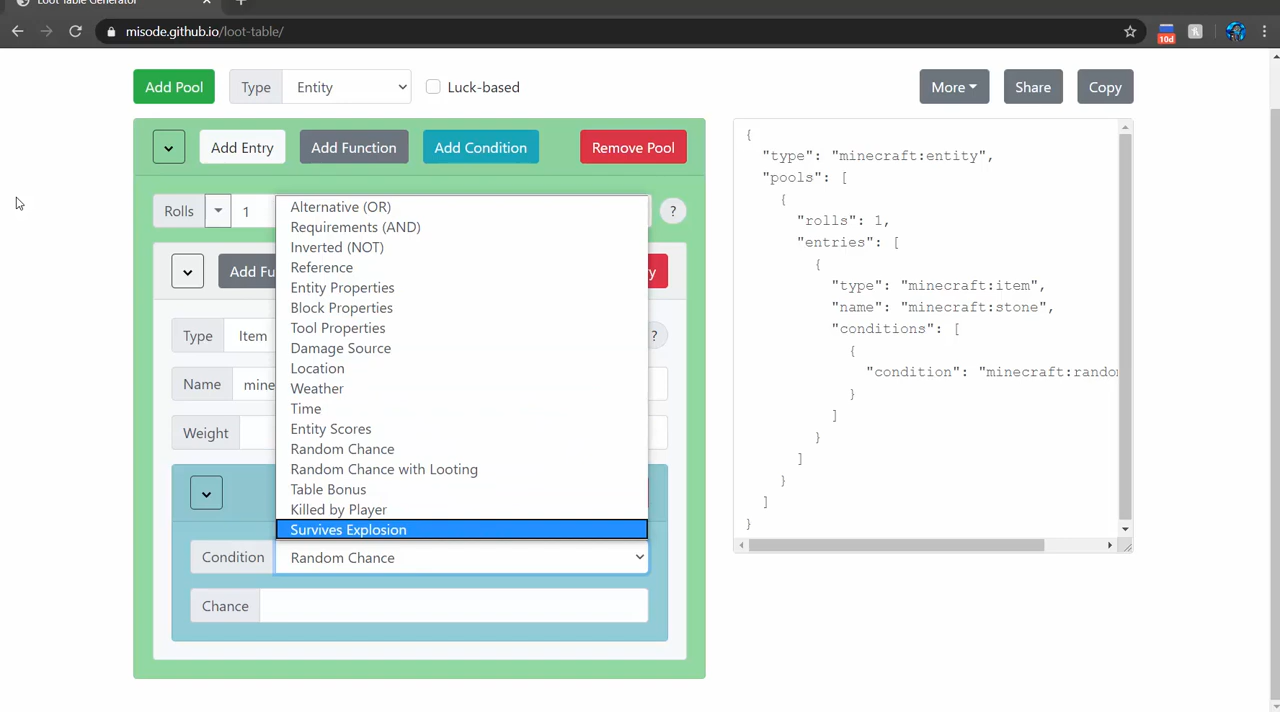 Loot Table Generator
misode.github.io/loot-table/
10d
Add Pool
Type
Entity
Luck-based
More
Share
Copy
Add Entry
Add Function
Add Condition
Remove Pool
Rolls
1
?
Add Fu
y
Type
Item
?
Name
mine
Weight
Alternative (OR)
Requirements (AND)
Inverted (NOT)
Reference
Entity Properties
Block Properties
Tool Properties
Damage Source
Location
Weather
Time
Entity Scores
Random Chance
Random Chance with Looting
Table Bonus
Killed by Player
Survives Explosion
Condition
Random Chance
Chance
{
"type": "minecraft:entity",
"pools": [
{
"rolls": 1,
"entries": [
{
"type": "minecraft:item",
"name": "minecraft:stone",
"conditions": [
{
"condition": "minecraft:rando
}
]
}
]
}
]
}